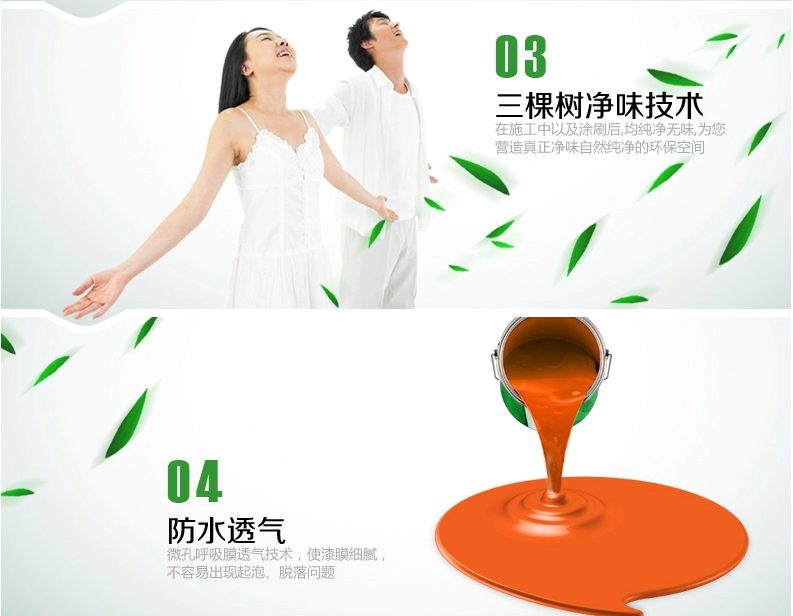 03
三棵树净味技术
在施工中以及涂刷后,均纯净无味,为您
营造真正净味自然纯净的环保空间
04
防水透气
微孔呼吸膜透气技术，使漆膜细腻，
不容易出现起泡、脱落问题